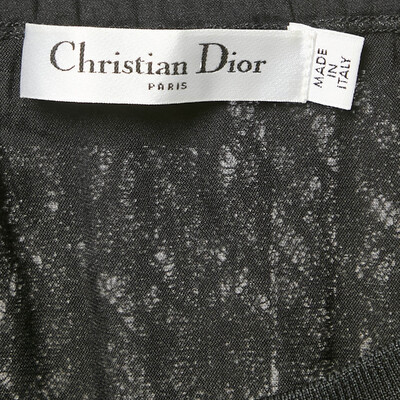 Christian Dior
PARIS
MADE
IN
ITALY